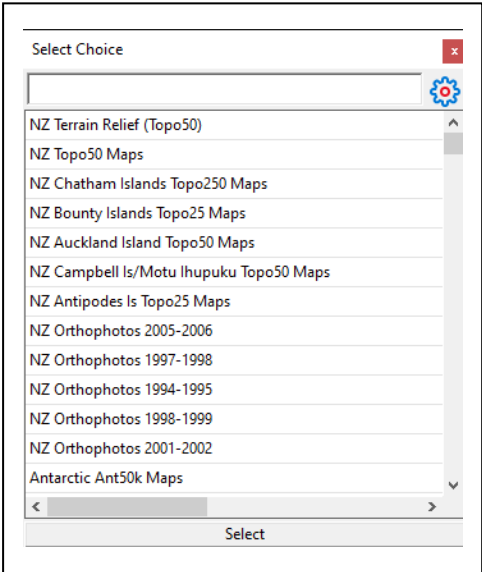 Select Choice
x
NZ Terrain Relief (Topo50)
NZ Topo50 Maps
NZ Chatham Islands Topo250 Maps
NZ Bounty Islands Topo25 Maps
NZ Auckland Island Topo50 Maps
NZ Campbell Is/Motu Ihupuku Topo50 Maps
NZ Antipodes Is Topo25 Maps
NZ Orthophotos 2005-2006
NZ Orthophotos 1997-1998
NZ Orthophotos 1994-1995
NZ Orthophotos 1998-1999
NZ Orthophotos 2001-2002
Antarctic Ant50k Maps
Select